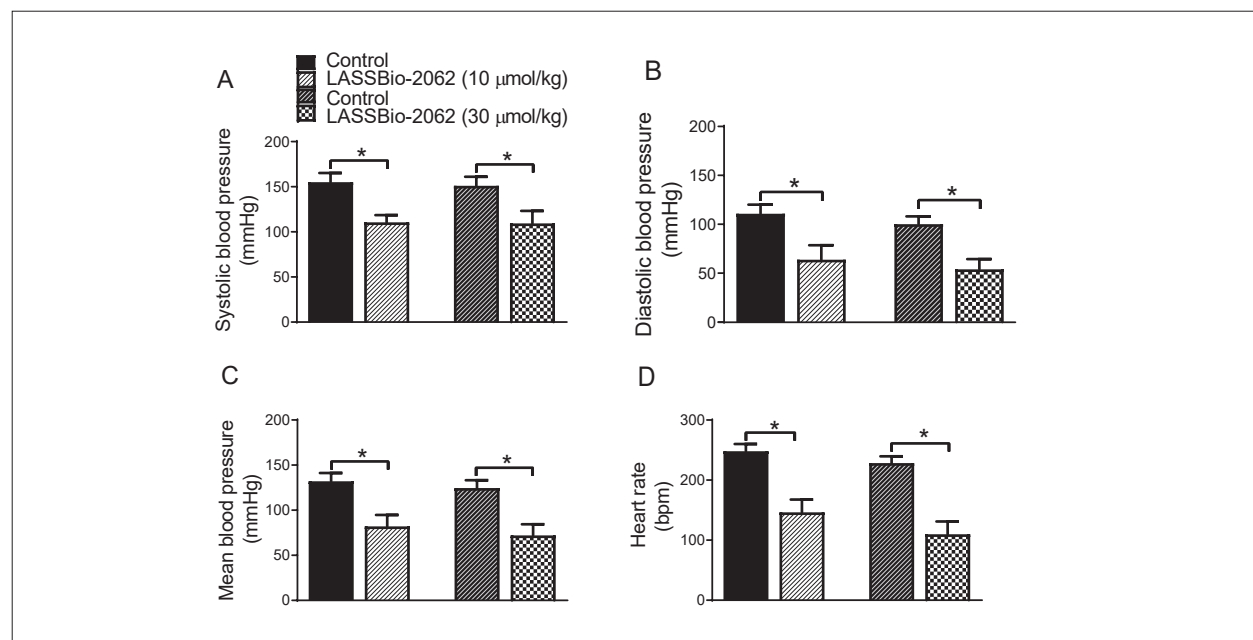 A
Control
LASSBio-2062 (10 μmol/kg)
Control
LASSBio-2062 (30 μmol/kg)
Systolic blood pressure
(mmHg)
200
150
100
50
0
*
*
B
Diastolic blood pressure
(mmHg)
200
150
100
50
0
*
*
C
Mean blood pressure
(mmHg)
200
150
100
50
0
*
*
D
Heart rate
(bpm)
300
200
100
0
*
*